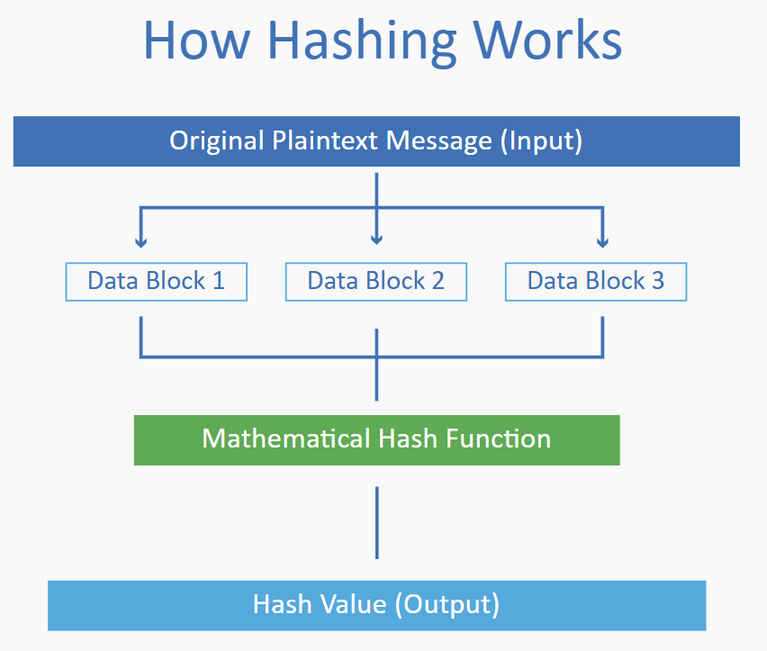 How Hashing Works
Original Plaintext Message (Input)
Data Block 1
Data Block 2
Data Block 3
Mathematical Hash Function
Hash Value (Output)